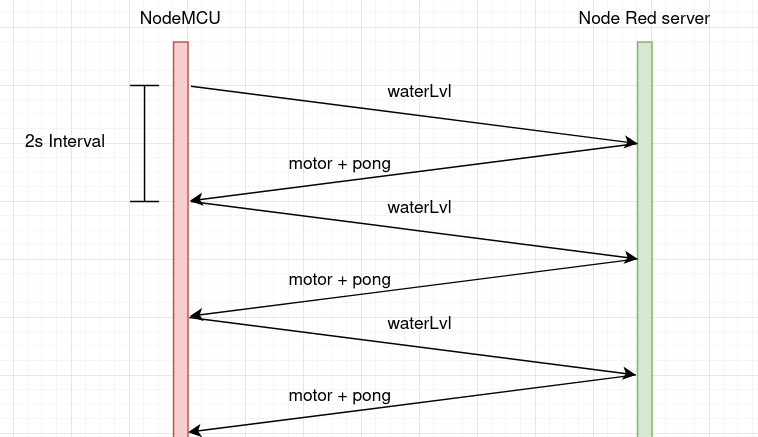 NodeMCU
Node Red server
waterLvl
2s Interval
motor + pong
waterLvl
motor + pong
waterLvl
motor + pong